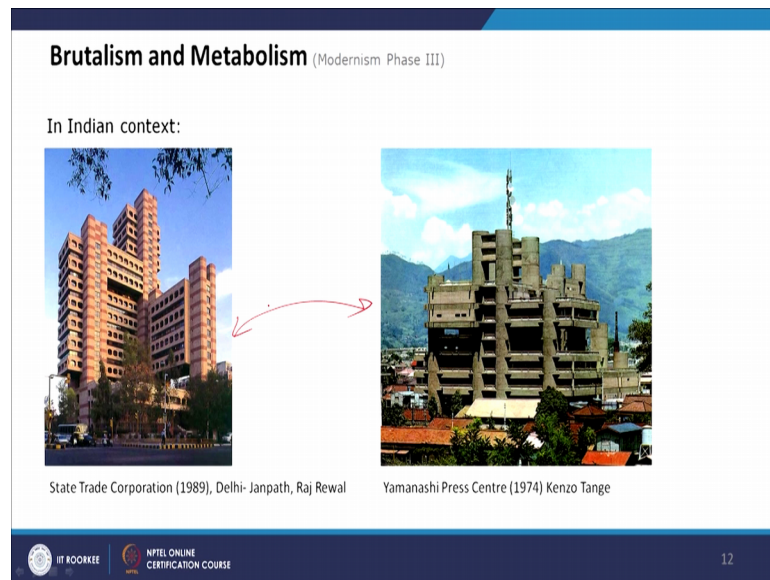 Brutalism and Metabolism (Modernism Phase III)
In Indian context:
State Trade Corporation (1989), Delhi- Janpath, Raj Rewal
Yamanashi Press Centre (1974) Kenzo Tange
IIT ROORKEE
NPTEL ONLINE
CERTIFICATION COURSE
NPTEL
12